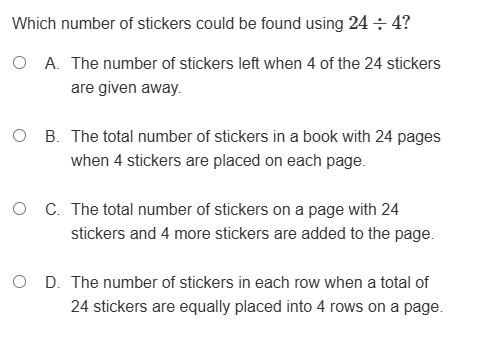 Which number of stickers could be found using 24 ÷ 4?
A. The number of stickers left when 4 of the 24 stickers
are given away.
B. The total number of stickers in a book with 24 pages
when 4 stickers are placed on each page.
C. The total number of stickers on a page with 24
stickers and 4 more stickers are added to the page.
D. The number of stickers in each row when a total of
24 stickers are equally placed into 4 rows on a page.